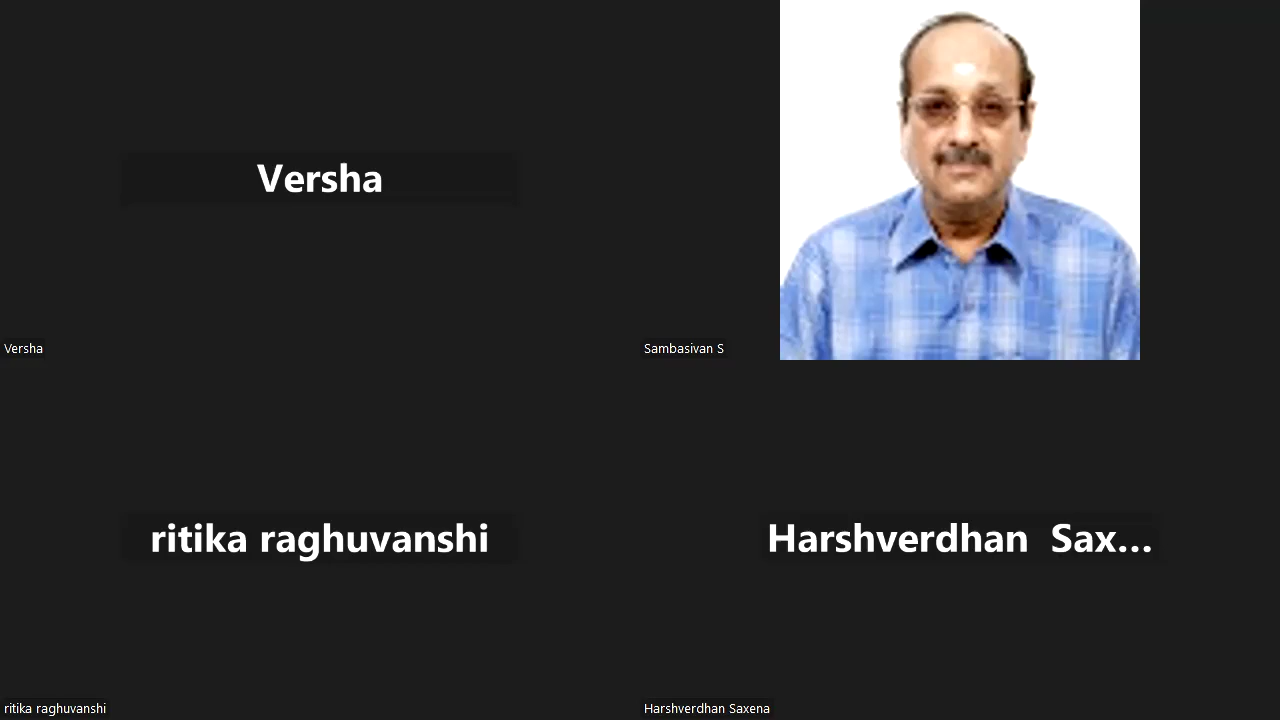 Versha
Versha
Sambasivan S
ritika raghuvanshi
Harshverdhan  Sax...
ritika raghuvanshi
Harshverdhan Saxena